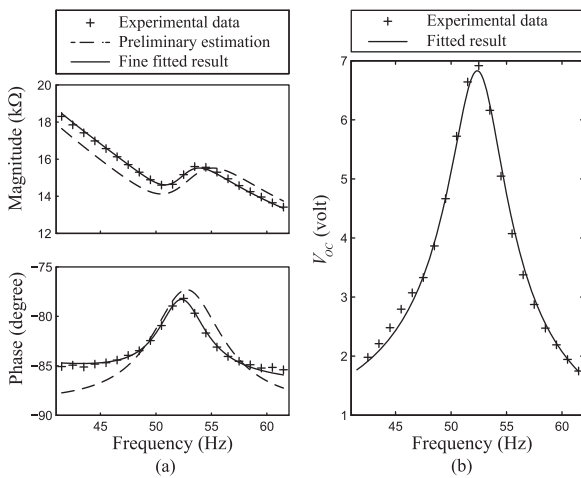 Experimental data
Preliminary estimation
Fine fitted result
20
18
16
14
12
Magnitude (kΩ)
−75
−80
−85
−90
Phase (degree)
45 50 55 60
Frequency (Hz)
(a)
Experimental data
Fitted result
7
6
5
4
3
2
1
V_OC (volt)
45 50 55 60
Frequency (Hz)
(b)